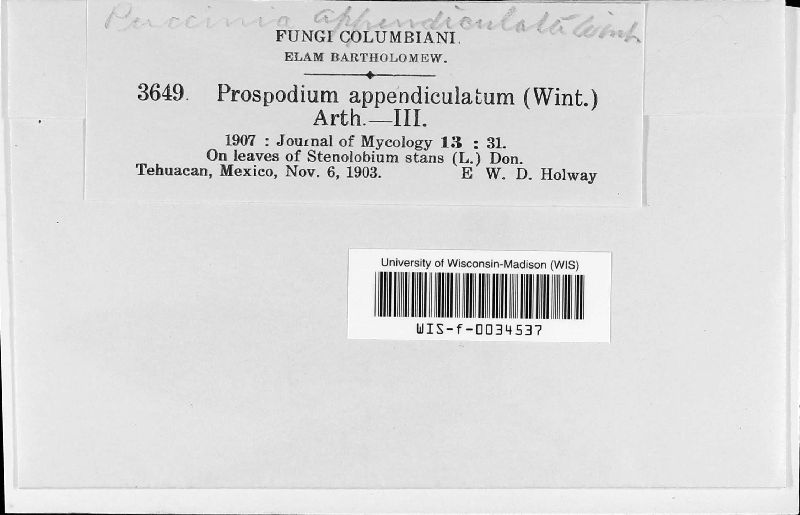 Puccinia appendiculata Wint.
FUNGI COLUMBIANI.
ELAM BARTHOLOMEW.
3649. Prospodium appendiculatum (Wint.)
Arth.—III.
1907 : Journal of Mycology 13 : 31.
On leaves of Stenolobium stans (L.) Don.
Tehuacan, Mexico, Nov. 6, 1903. E W. D. Holway
University of Wisconsin-Madison (WIS)
WIS-f-0034537